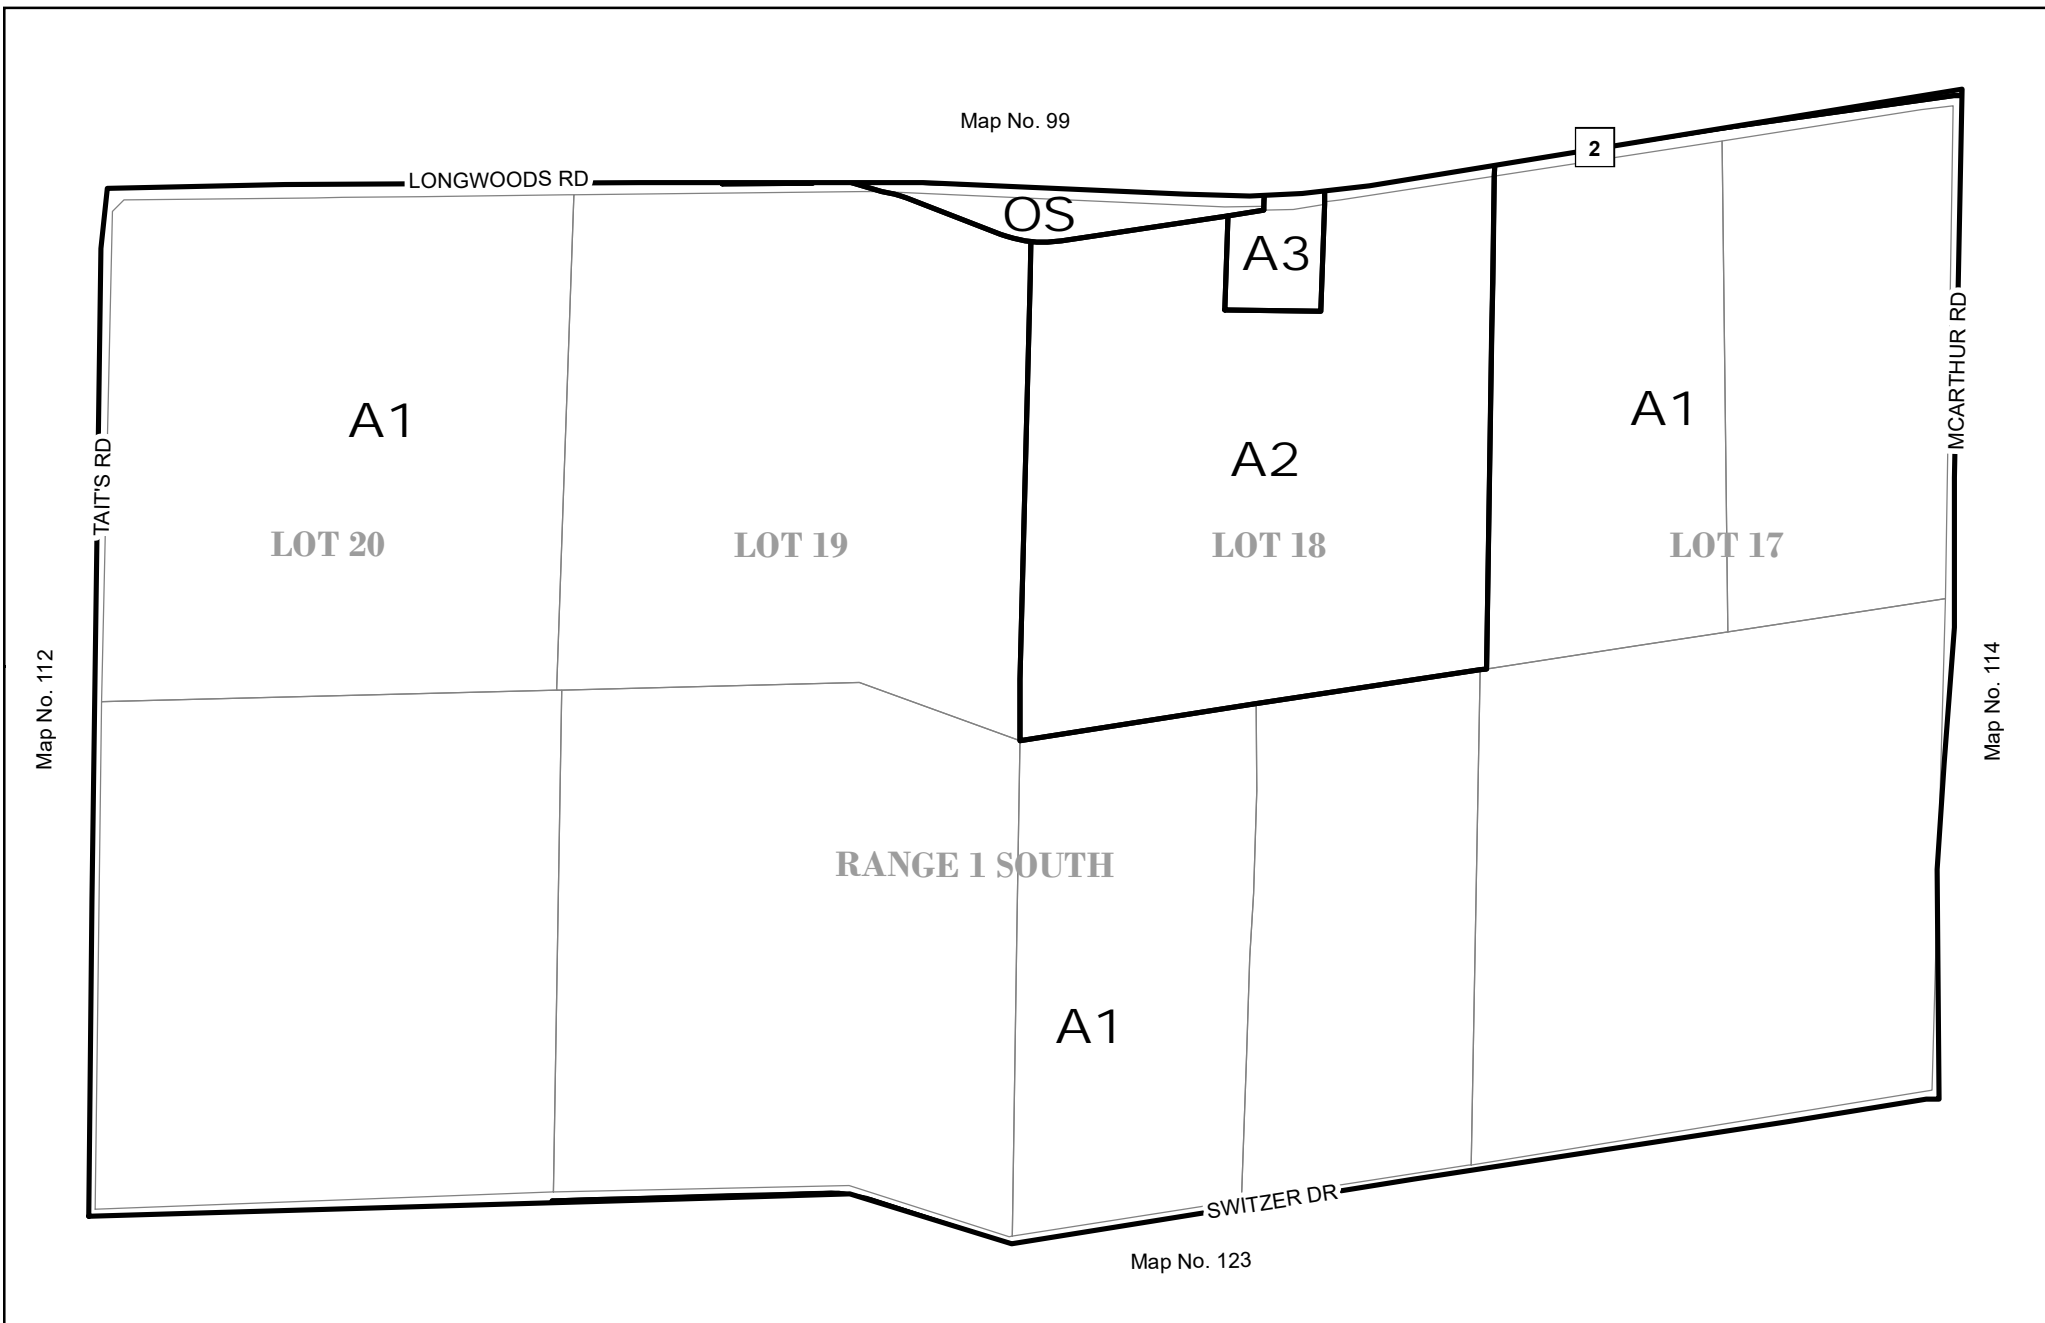 Map No. 99
2
LONGWOODS RD
OS
A3
MCARTHUR RD
A1
A1
A2
TAIT'S RD
LOT 20
LOT 19
LOT 18
LOT 17
Map No. 112
Map No. 114
RANGE 1 SOUTH
A1
SWITZER DR
Map No. 123